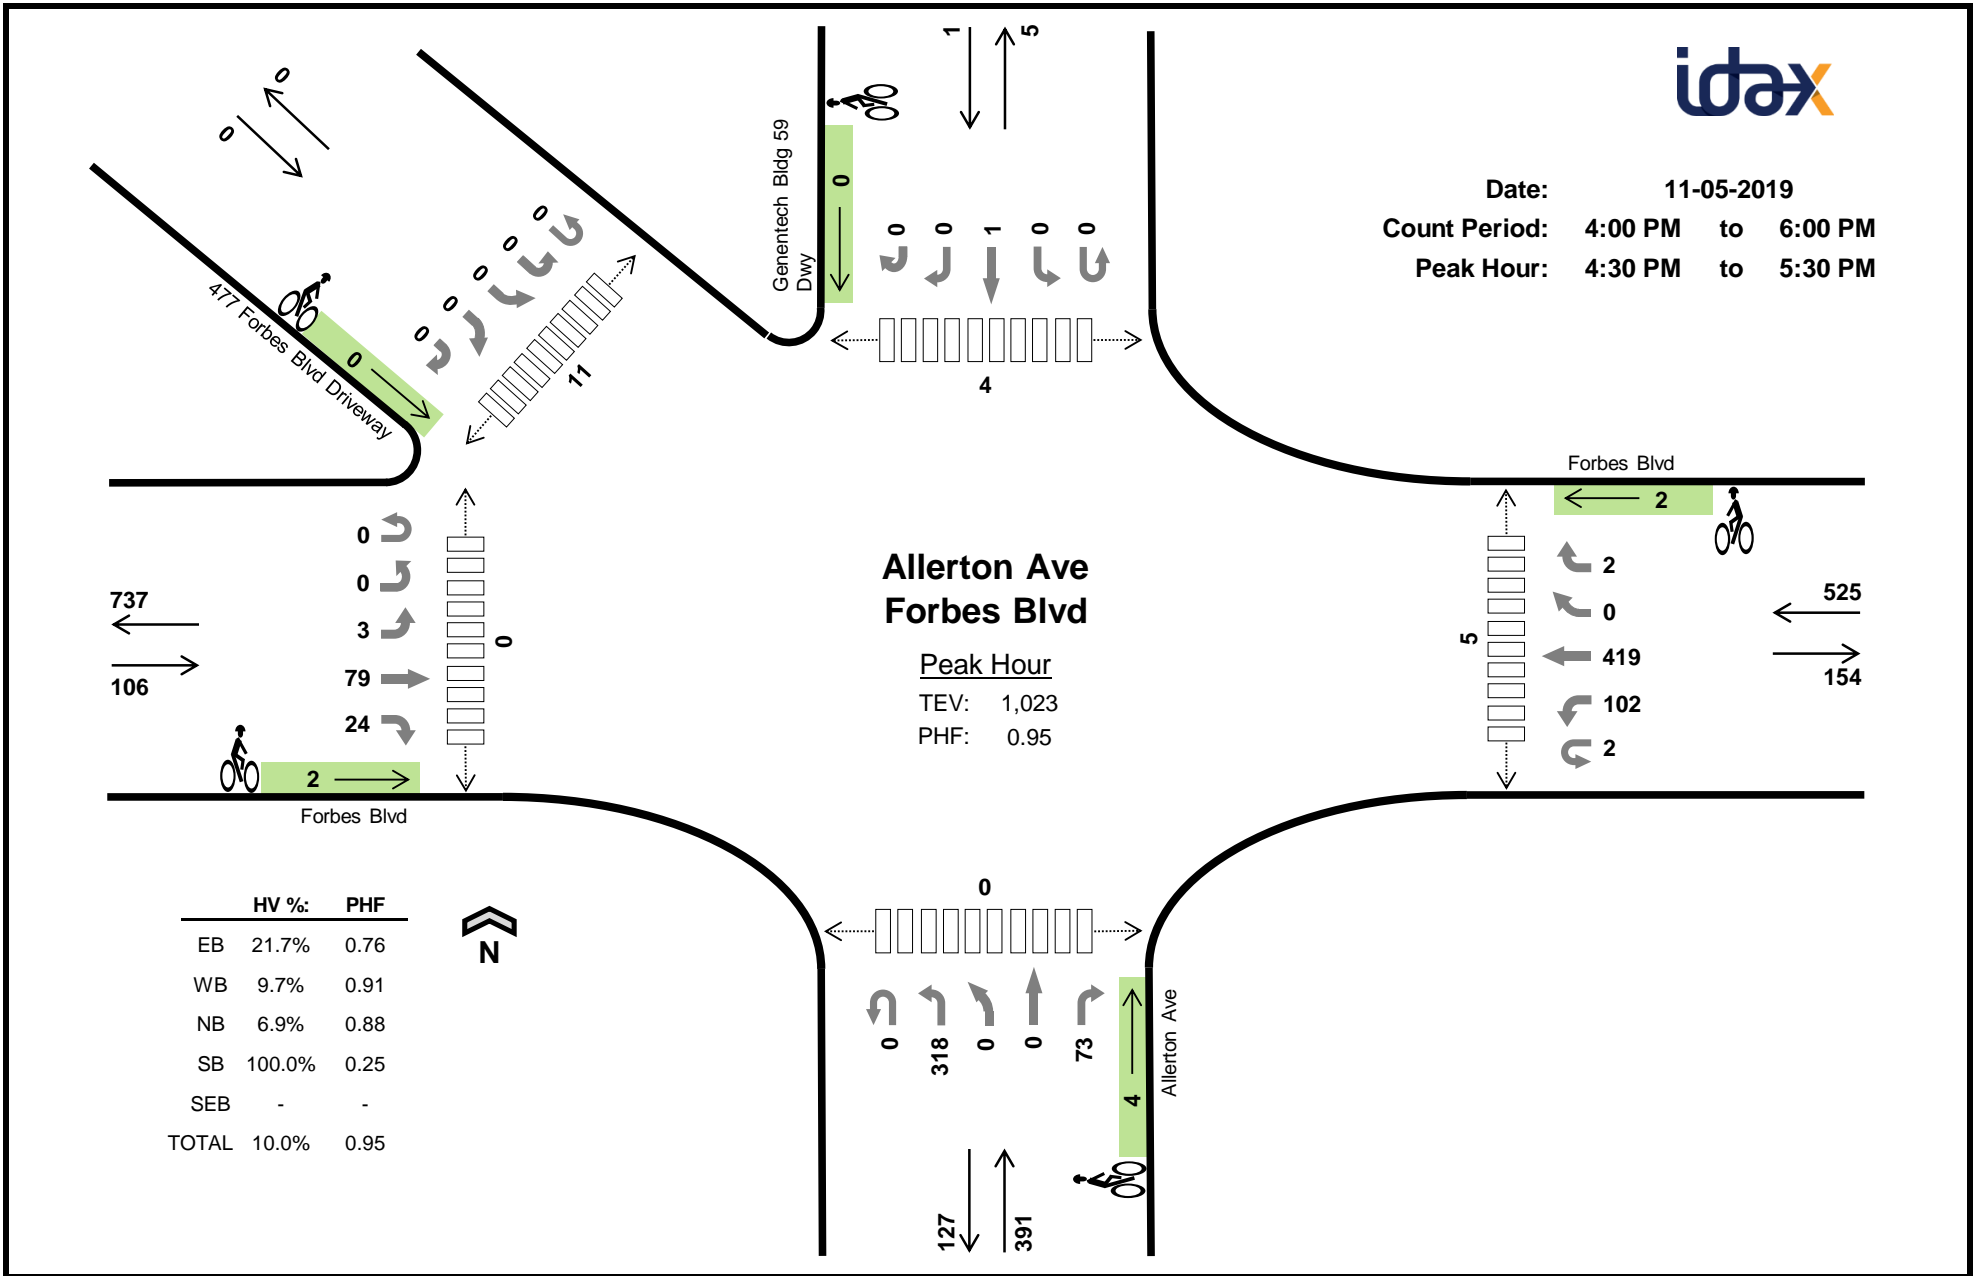 idax
Date: 11-05-2019
Count Period: 4:00 PM to 6:00 PM
Peak Hour: 4:30 PM to 5:30 PM
0
0
477 Forbes Blvd Driveway
0
0
0
0
0
0
11
1
5
Genentech Bldg 59
Dwy
0
0
0
1
0
0
4
Forbes Blvd
2
2
0
419
102
2
5
525
154
737
106
0
0
3
79
24
2
0
Forbes Blvd
Allerton Ave
Forbes Blvd
Peak Hour
TEV: 1,023
PHF: 0.95
0
0
318
0
0
73
4
Allerton Ave
127
391
HV %: PHF
EB 21.7% 0.76
WB 9.7% 0.91
NB 6.9% 0.88
SB 100.0% 0.25
SEB - -
TOTAL 10.0% 0.95
N